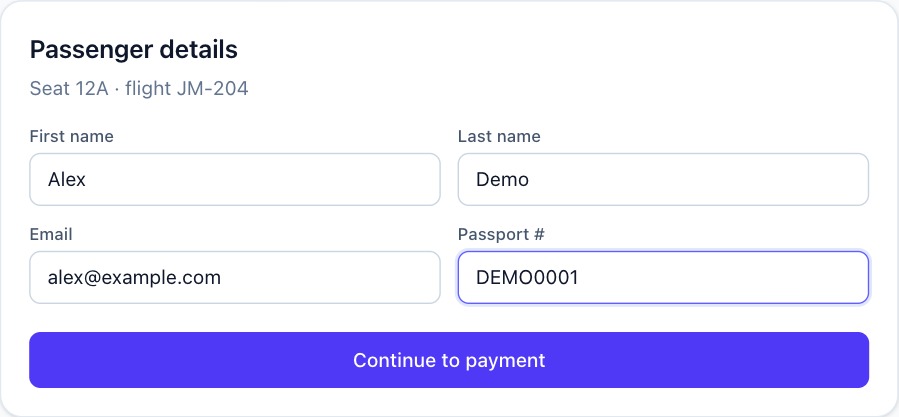 Passenger details
Seat 12A · flight JM-204
First name
Last name
Alex
Demo
Email
Passport #
alex@example.com
DEMO0001
Continue to payment